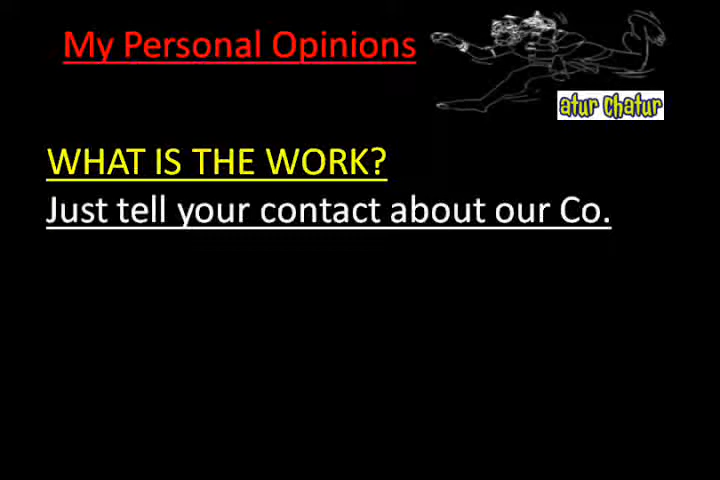 My Personal Opinions
atur Chatur
WHAT IS THE WORK?
Just tell your contact about our Co.